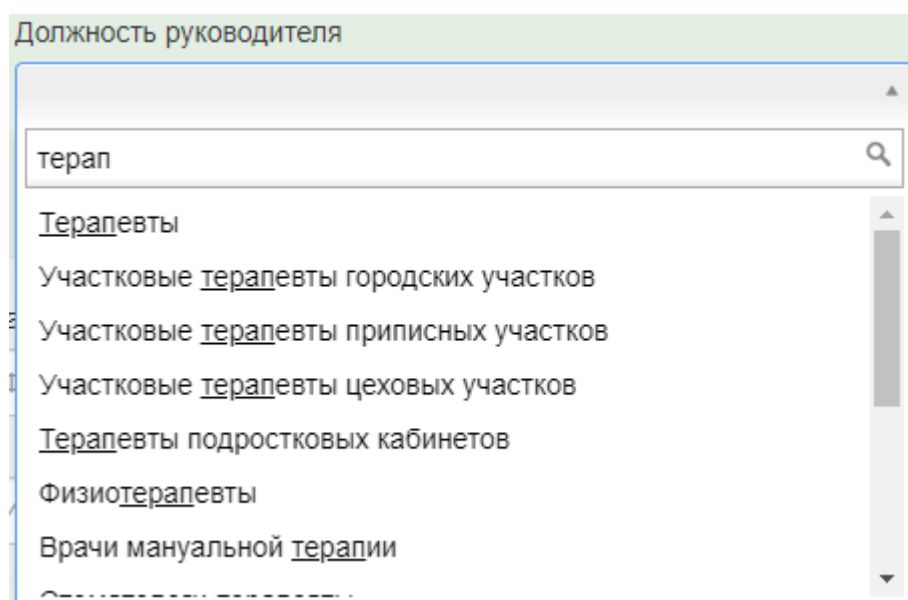 Должность руководителя
терап
Терапевты
Участковые терапевты городских участков
Участковые терапевты приписных участков
Участковые терапевты цеховых участков
Терапевты подростковых кабинетов
Физиотерапевты
Врачи мануальной терапии